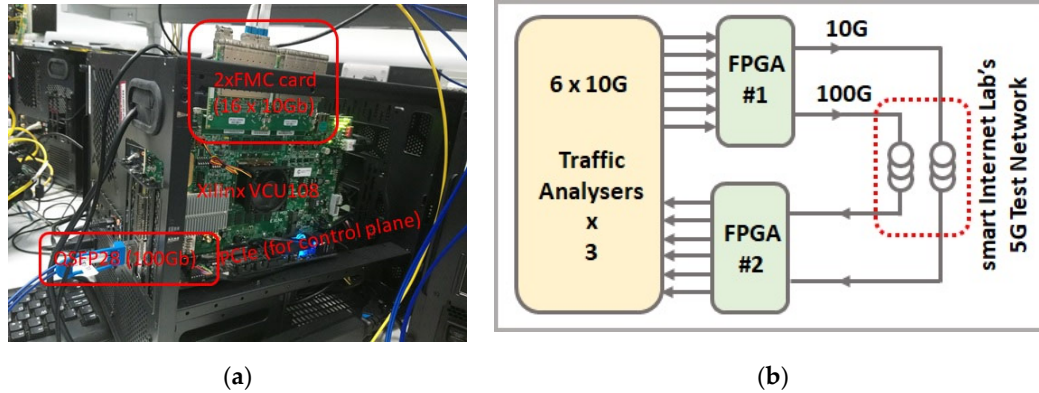 2xFMC card
(16 x 10Gb)
Xilinx VCU108
PCIe (for control plane)
QSFP28 (100Gb)
(a)
6 x 10G
Traffic
Analysers
x
3
FPGA
#1
FPGA
#2
10G
100G
smart Internet Lab's
5G Test Network
(b)